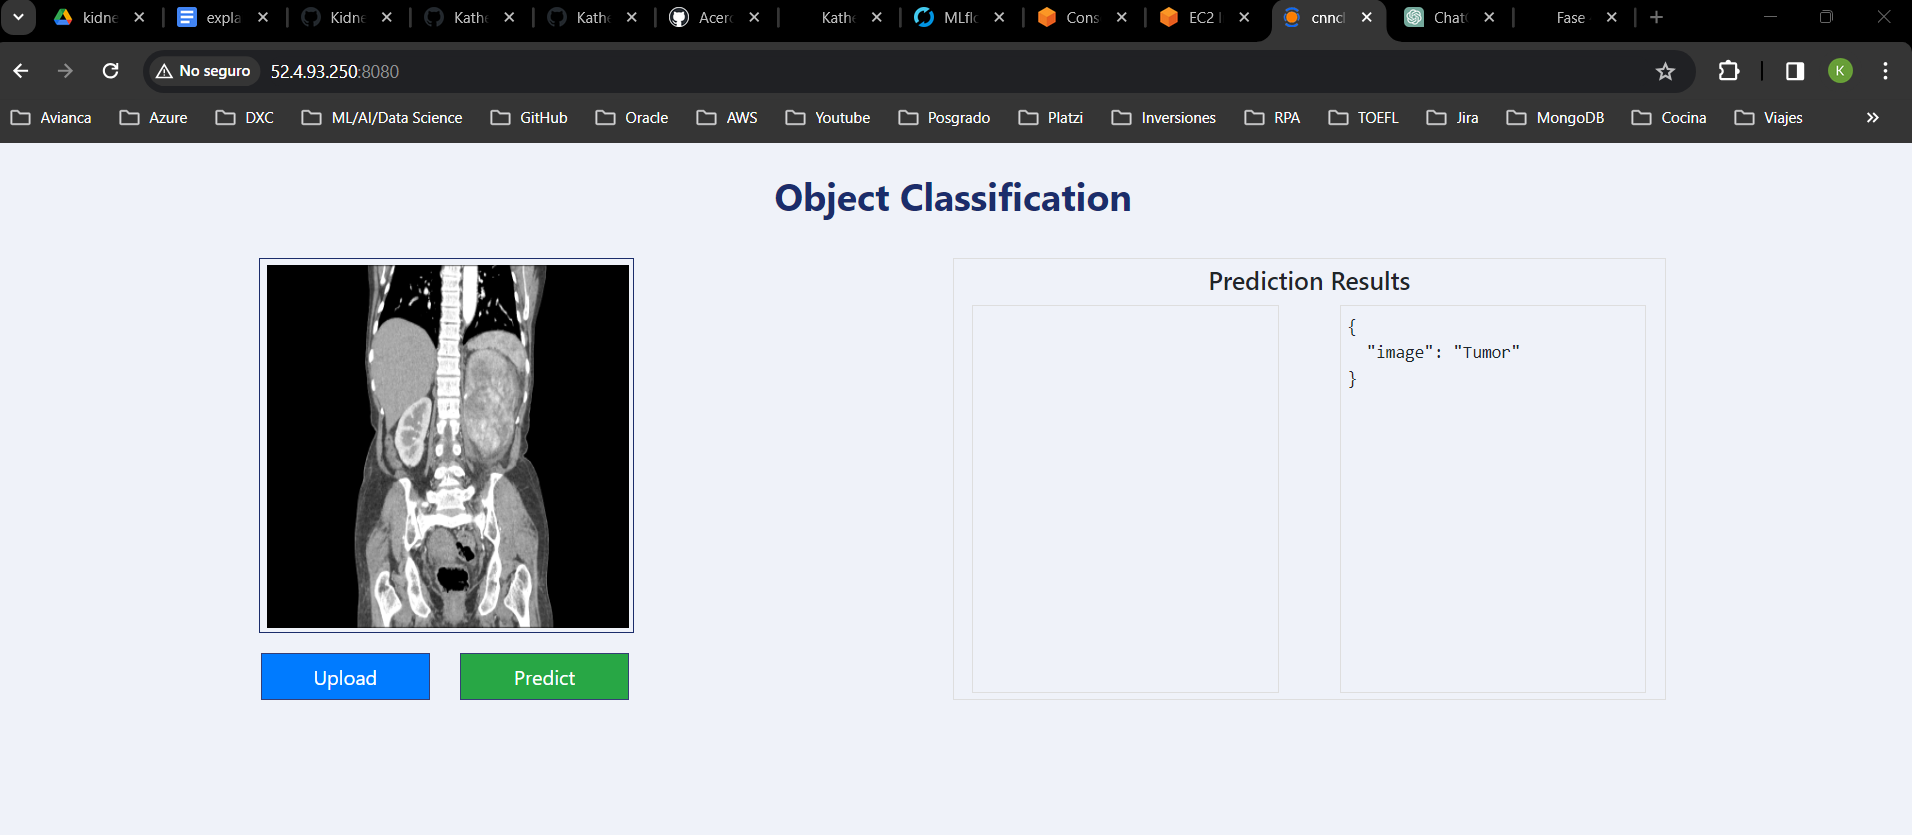 kidne
expla
Kidne
Kathe
Kathe
Acerc
Kathe
MLflo
Cons
EC2 I
cnncl
Chat
Fase
No seguro
52.4.93.250:8080
K
Avianca
Azure
DXC
ML/AI/Data Science
GitHub
Oracle
AWS
Youtube
Posgrado
Platzi
Inversiones
RPA
TOEFL
Jira
MongoDB
Cocina
Viajes
Object Classification
Prediction Results
{
"image": "Tumor"
}
Upload
Predict